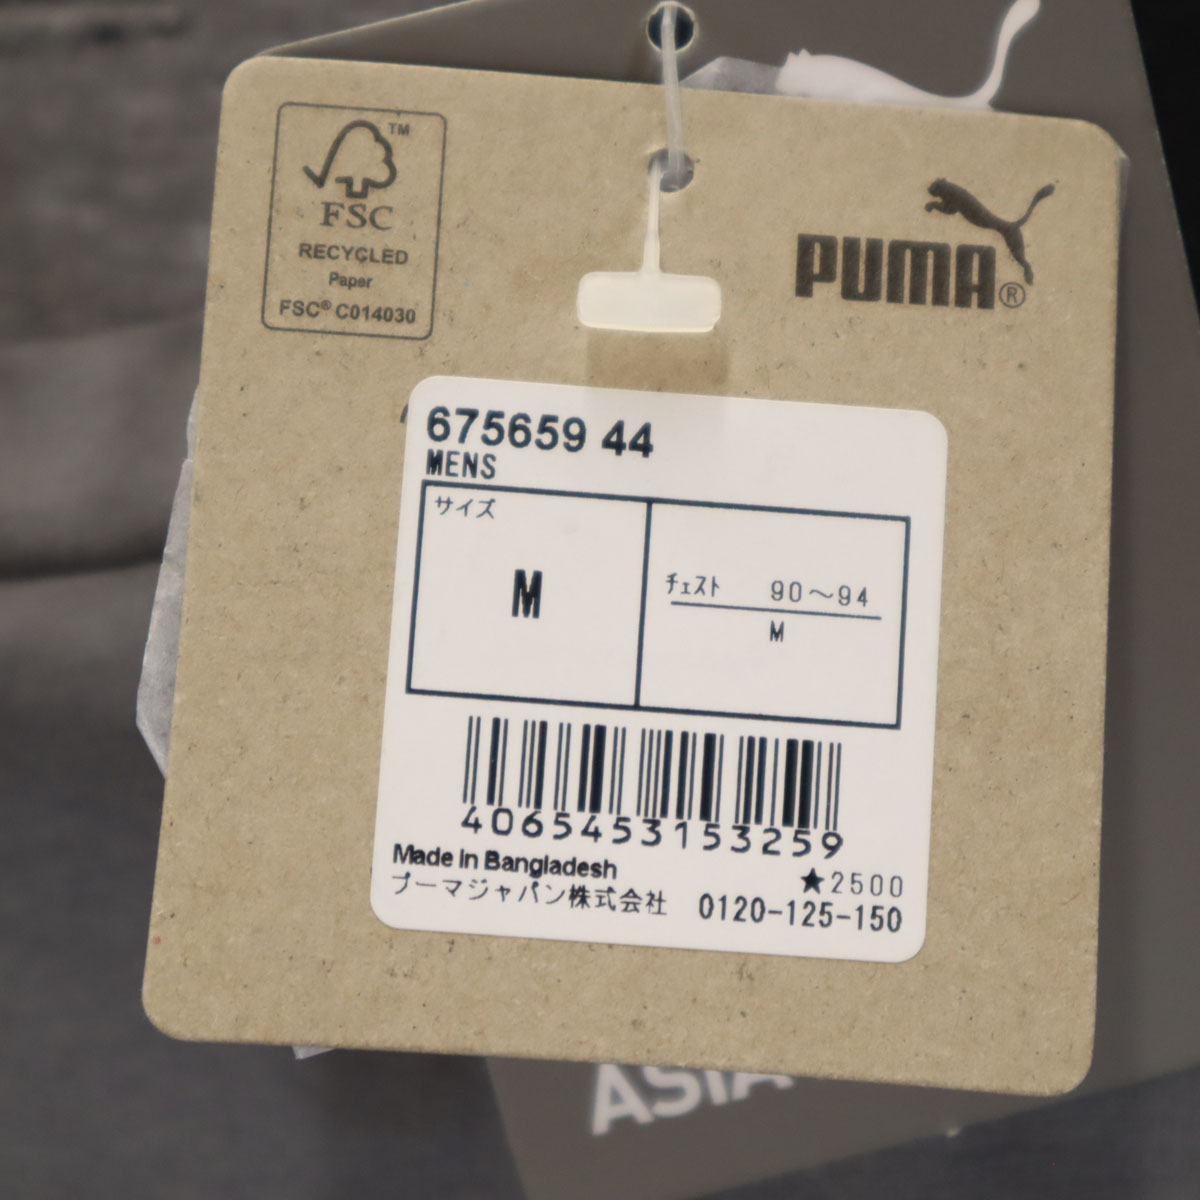 TM
FSC
RECYCLED
Paper
FSC® C014030
PUMA®
675659 44
MENS
サイズ
M
チェスト 90～94
M
4065453153259
Made in Bangladesh
★2500
プーマジャパン株式会社 0120-125-150
ASIA